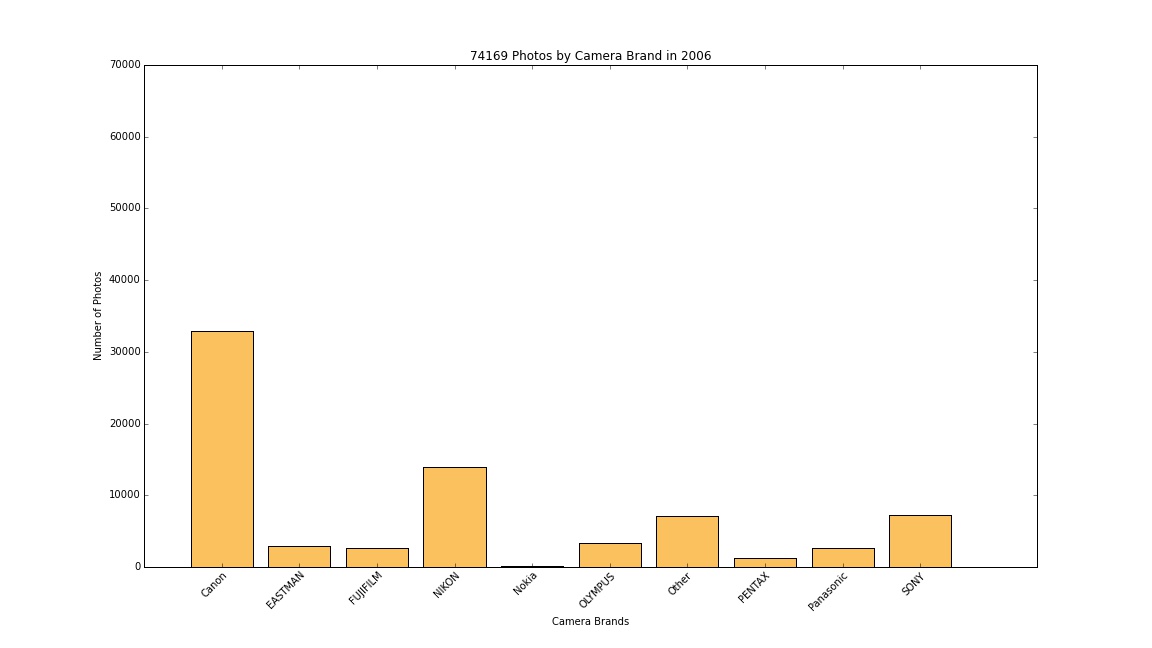 74169 Photos by Camera Brand in 2006
70000
60000
50000
40000
30000
20000
10000
0
Number of Photos
Canon
EASTMAN
FUJIFILM
NIKON
Nokia
OLYMPUS
Other
PENTAX
Panasonic
SONY
Camera Brands